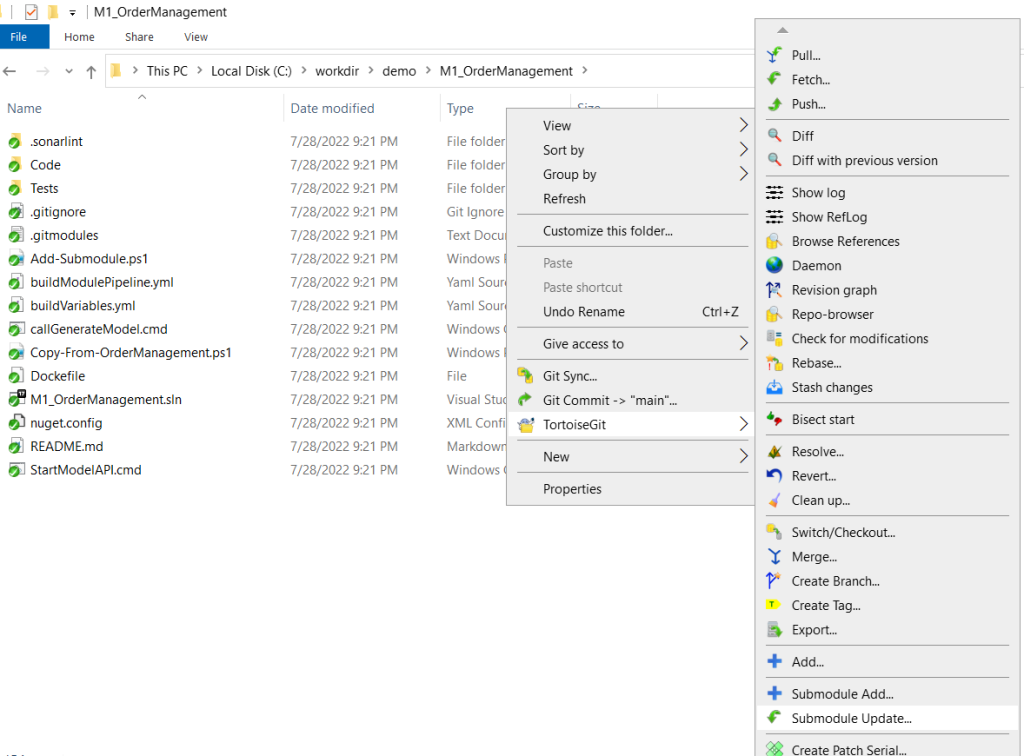 M1_OrderManagement
File Home Share View
This PC Local Disk (C:) workdir demo M1_OrderManagement
Name Date modified Type Size
.sonarlint 7/28/2022 9:21 PM File folder
Code 7/28/2022 9:21 PM File folder
Tests 7/28/2022 9:21 PM File folder
.gitignore 7/28/2022 9:21 PM Git Ignore
.gitmodules 7/28/2022 9:21 PM Text Docu
Add-Submodule.ps1 7/28/2022 9:21 PM Windows
buildModulePipeline.yml 7/28/2022 9:21 PM Yaml Sour
buildVariables.yml 7/28/2022 9:21 PM Yaml Sour
callGenerateModel.cmd 7/28/2022 9:21 PM Windows
Copy-From-OrderManagement.ps1 7/28/2022 9:21 PM Windows
Dockefile 7/28/2022 9:21 PM File
M1_OrderManagement.sln 7/28/2022 9:21 PM Visual Stu
nuget.config 7/28/2022 9:21 PM XML Confi
README.md 7/28/2022 9:21 PM Markdown
StartModelAPI.cmd 7/28/2022 9:21 PM Windows
View
Sort by
Group by
Refresh
Customize this folder...
Paste
Paste shortcut
Undo Rename Ctrl+Z
Give access to
Git Sync...
Git Commit -> "main"...
TortoiseGit
New
Properties
Pull...
Fetch...
Push...
Diff
Diff with previous version
Show log
Show RefLog
Browse References
Daemon
Revision graph
Repo-browser
Check for modifications
Rebase...
Stash changes
Bisect start
Resolve...
Revert...
Clean up...
Switch/Checkout...
Merge...
Create Branch...
Create Tag...
Export...
Add...
Submodule Add...
Submodule Update...
Create Patch Serial...